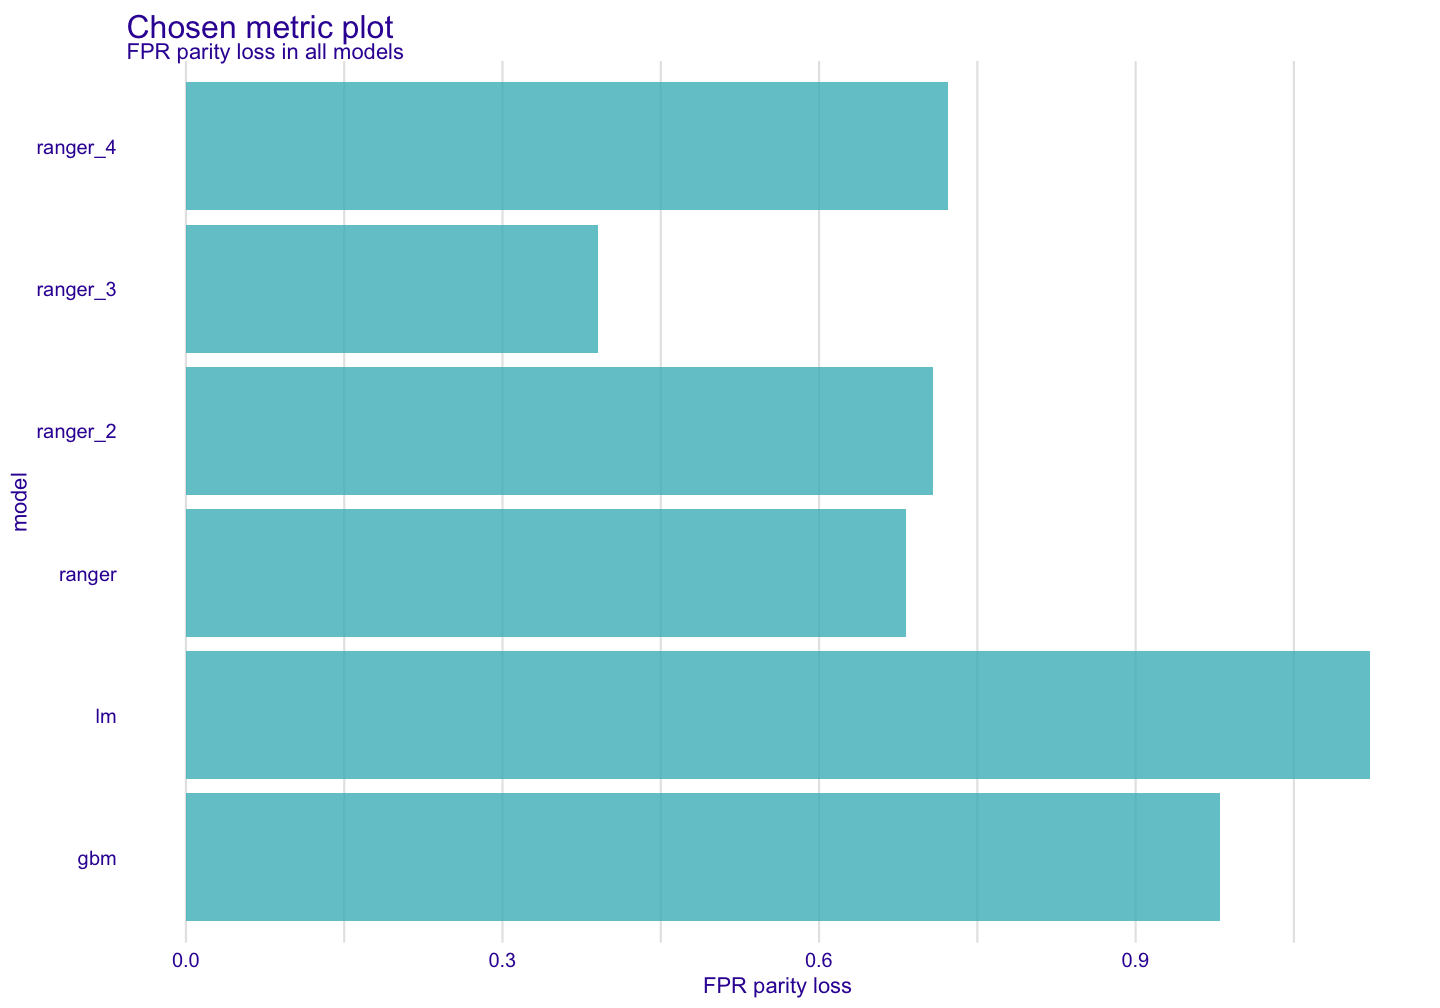 Chosen metric plot
FPR parity loss in all models
ranger_4
ranger_3
ranger_2
ranger
lm
gbm
model
0.0 0.3 0.6 0.9
FPR parity loss